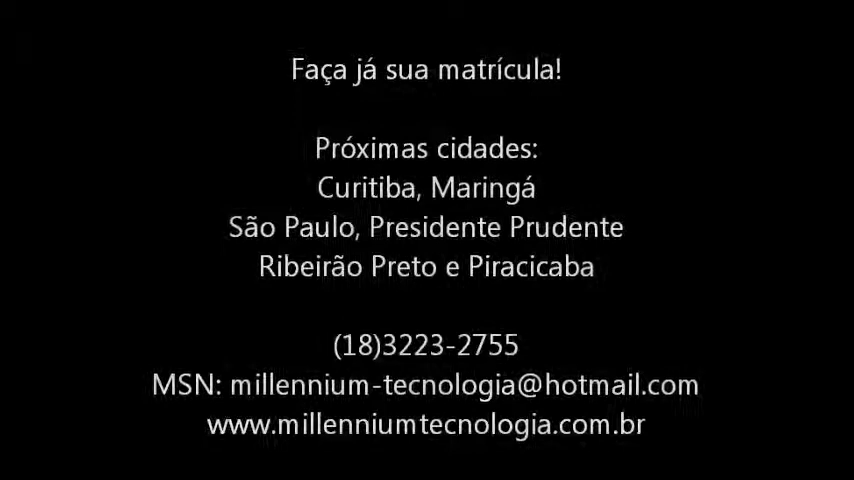 Faça já sua matrícula!
Próximas cidades:
Curitiba, Maringá
São Paulo, Presidente Prudente
Ribeirão Preto e Piracicaba
(18)3223-2755
MSN: millennium-tecnologia@hotmail.com
www.millenniumtecnologia.com.br